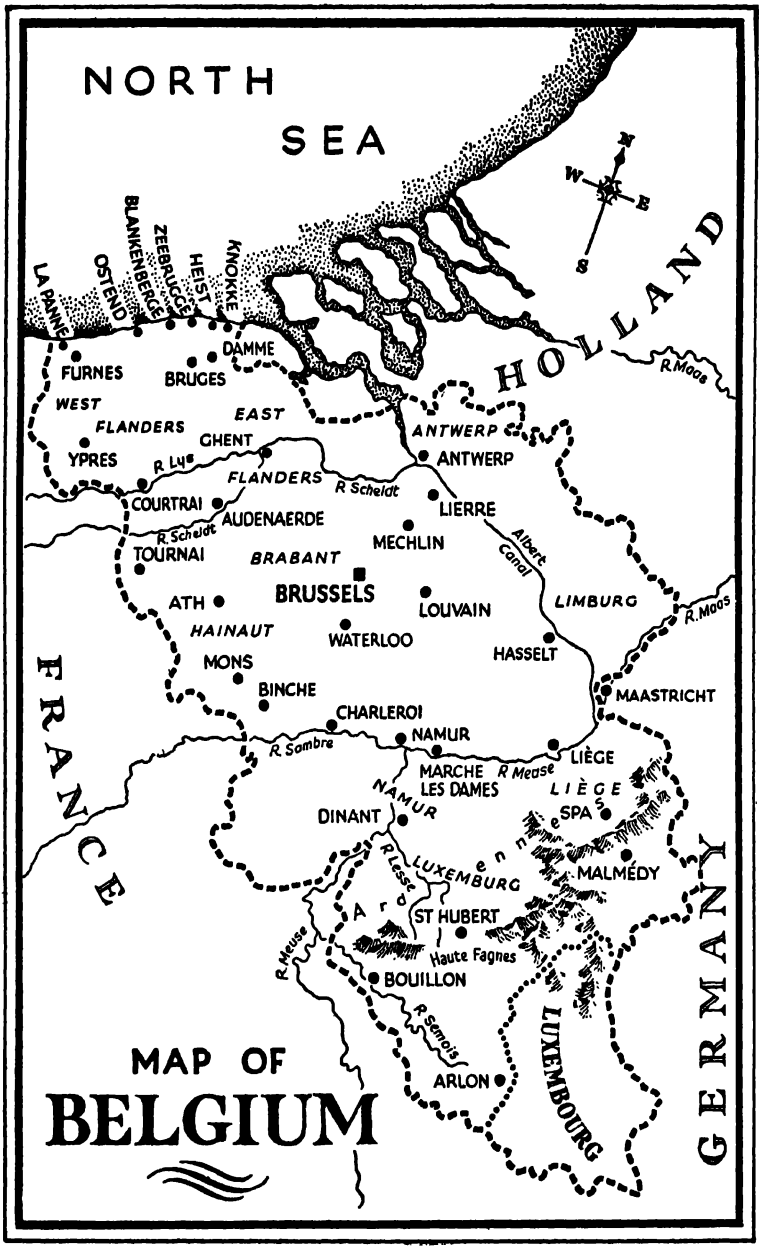 NORTH
SEA
N
W
E
S
HOLLAND
LA PANNE
OSTEND
BLANKENBERGE
ZEEBRUGGE
HEIST
KNOKKE
DAMME
FURNES
BRUGES
R. Maas
WEST
FLANDERS
EAST
ANTWERP
GHENT
YPRES
R Lys
ANTWERP
FLANDERS
R Scheldt
COURTRAI
LIERRE
AUDENAERDE
R. Scheldt
MECHLIN
Albert
Canal
TOURNAI
BRABANT
BRUSSELS
ATH
LOUVAIN
LIMBURG
R. Maas
HAINAUT
WATERLOO
HASSELT
MONS
BINCHE
MAASTRICHT
FRANCE
CHARLEROI
NAMUR
R. Sambre
MARCHE
LES DAMES
R Meuse
LIÈGE
NAMUR
LIÈGE
DINANT
SPA
Ardennes
R Lesse
LUXEMBURG
MALMÉDY
ST HUBERT
Haute Fagnes
R. Meuse
BOUILLON
R Semois
ARLON
LUXEMBOURG
GERMANY
MAP OF
BELGIUM